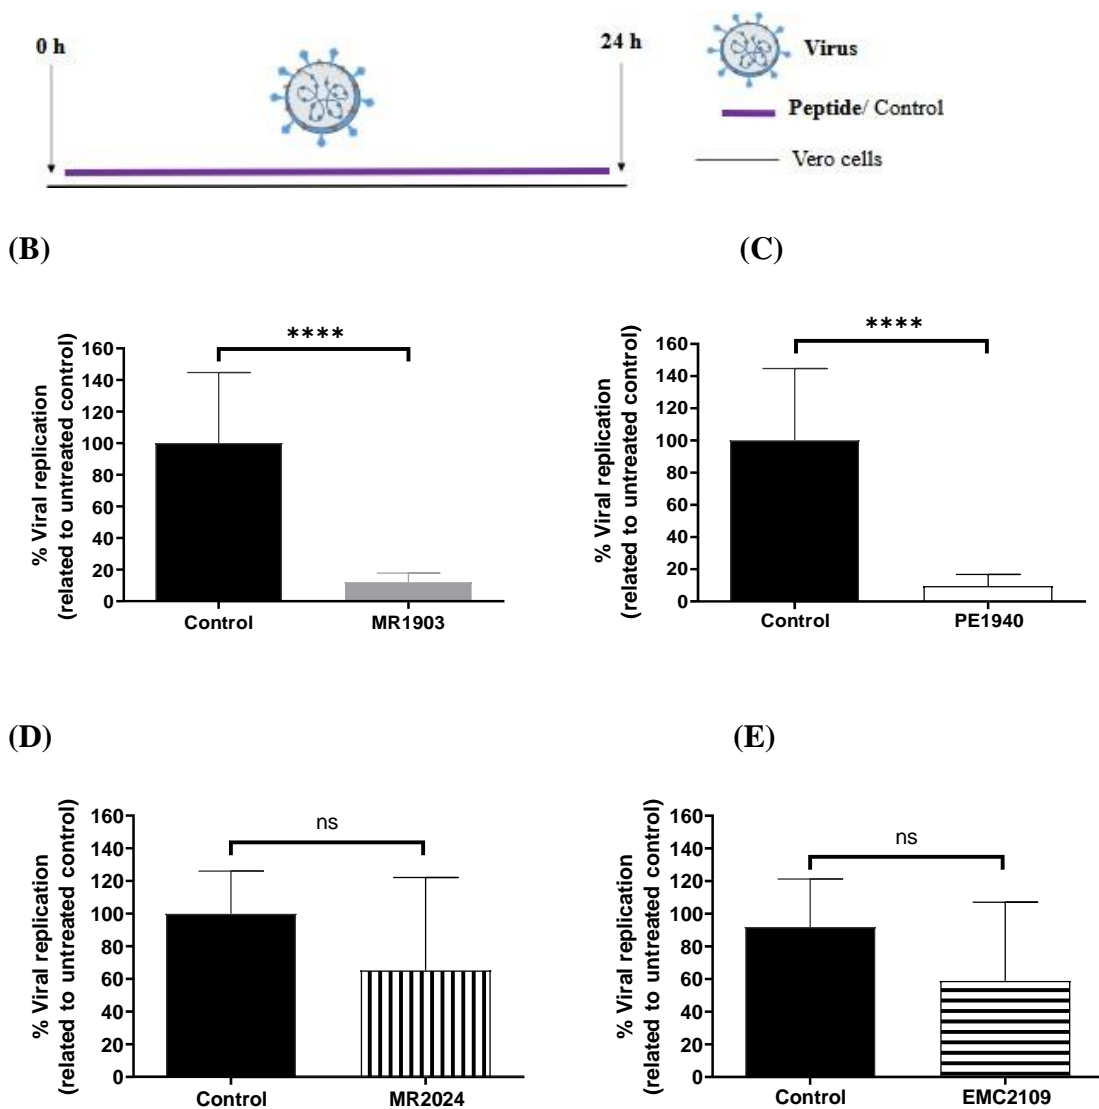 0 h
24 h
Virus
Peptide/ Control
Vero cells
(B)
(C)
****
% Viral replication
(related to untreated control)
160
140
120
100
80
60
40
20
0
Control
MR1903
****
% Viral replication
(related to untreated control)
160
140
120
100
80
60
40
20
0
Control
PE1940
(D)
(E)
ns
% Viral replication
(related to untreated control)
160
140
120
100
80
60
40
20
0
Control
MR2024
ns
% Viral replication
(related to untreated control)
160
140
120
100
80
60
40
20
0
Control
EMC2109